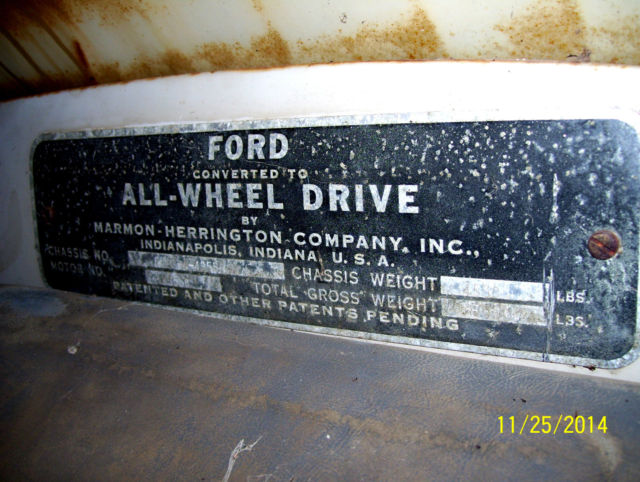 FORD
CONVERTED TO
ALL-WHEEL DRIVE
BY
MARMON-HERRINGTON COMPANY, INC.,
INDIANAPOLIS, INDIANA, U.S.A.
CHASSIS NO. CHASSIS WEIGHT LBS.
MOTOR NO. TOTAL GROSS WEIGHT LBS.
PATENTED AND OTHER PATENTS PENDING
11/25/2014